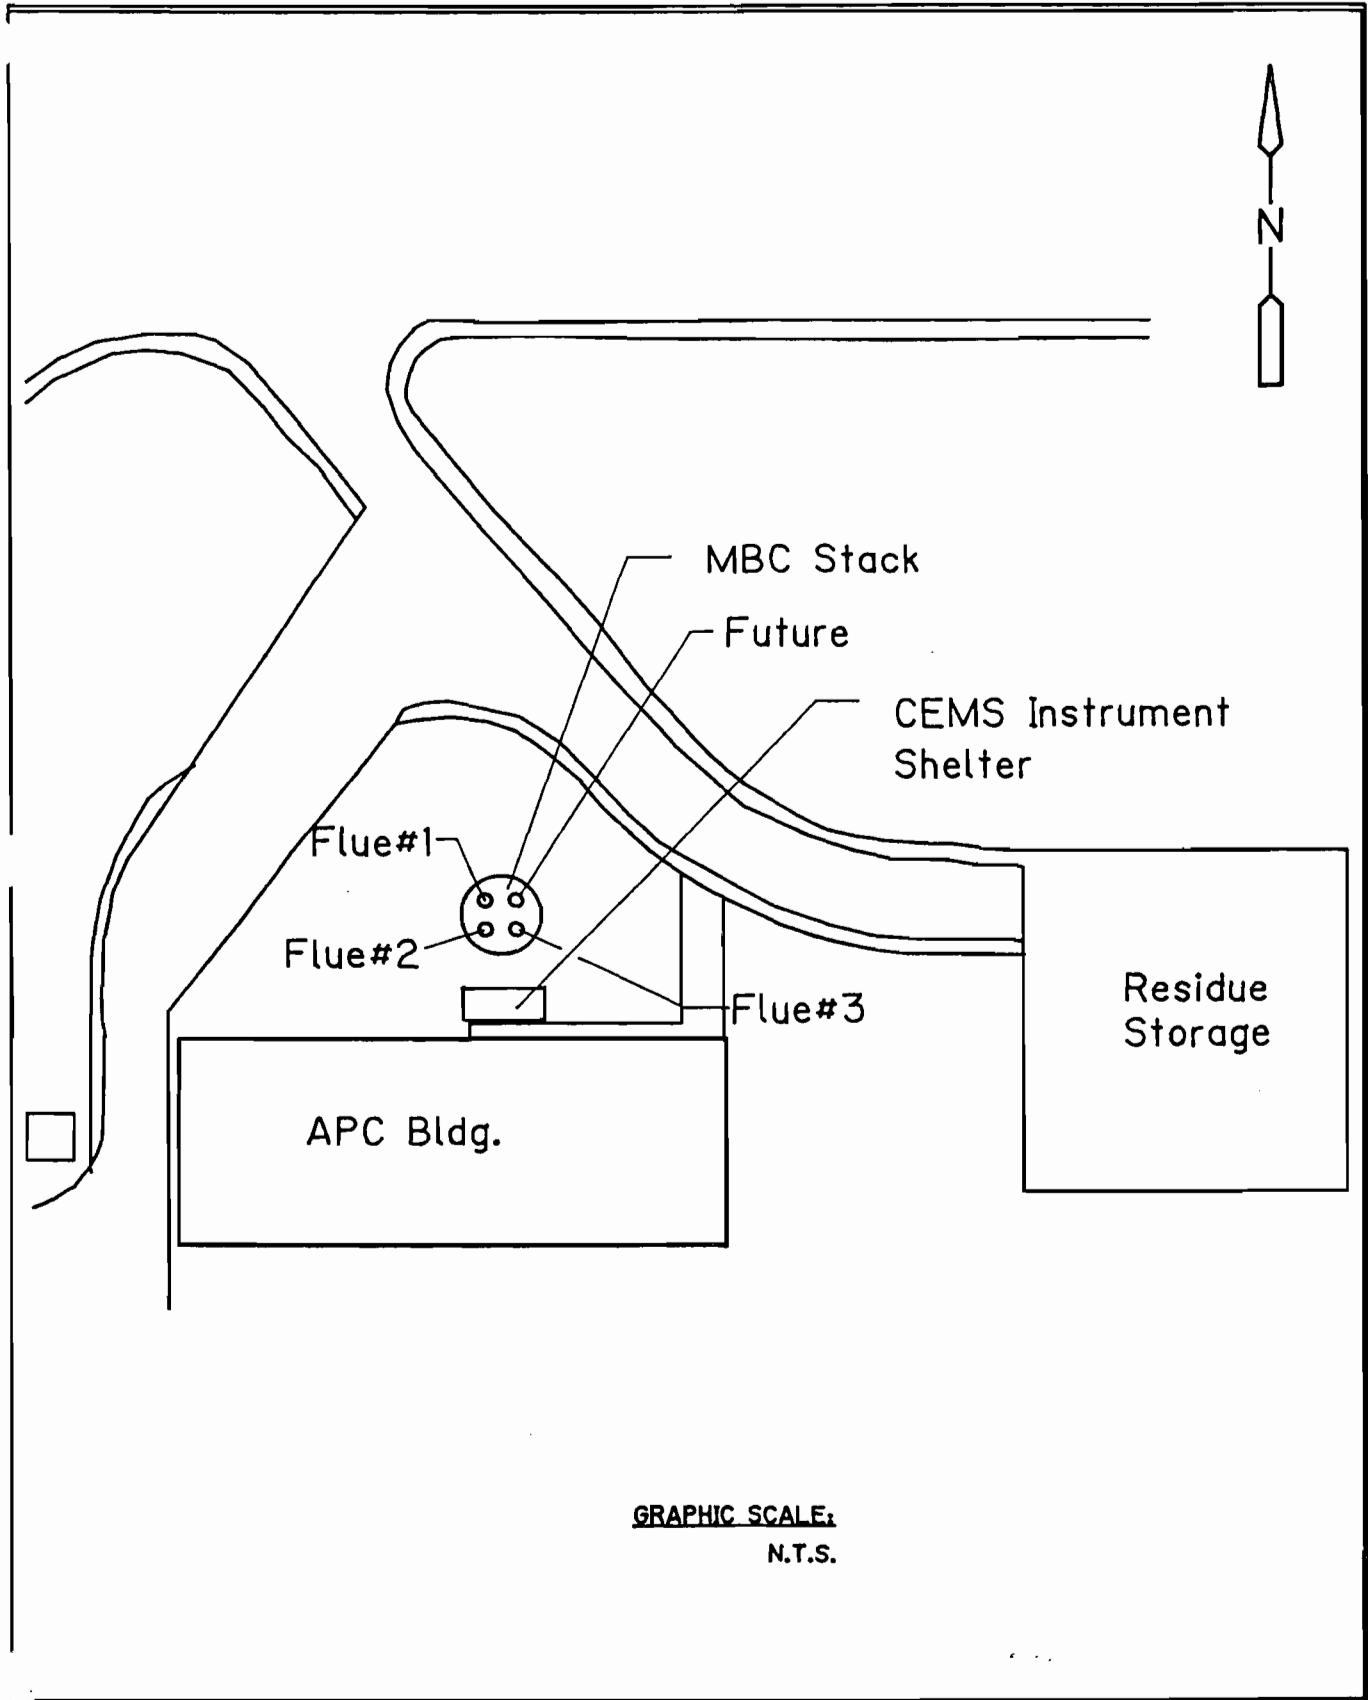 N
MBC Stack
Future
CEMS Instrument
Shelter
Flue#1
Flue#2
Flue#3
Residue
Storage
APC Bldg.
GRAPHIC SCALE:
N.T.S.